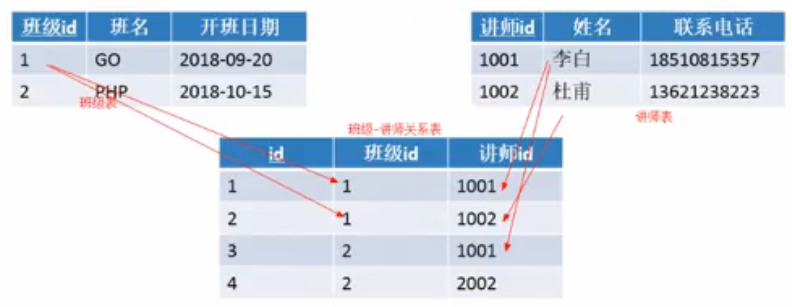 班级id 班名 开班日期
1 GO 2018-09-20
2 PHP 2018-10-15
班级表
讲师id 姓名 联系电话
1001 李白 18510815357
1002 杜甫 13621238223
讲师表
班级-讲师关系表
id 班级id 讲师id
1 1 1001
2 1 1002
3 2 1001
4 2 2002